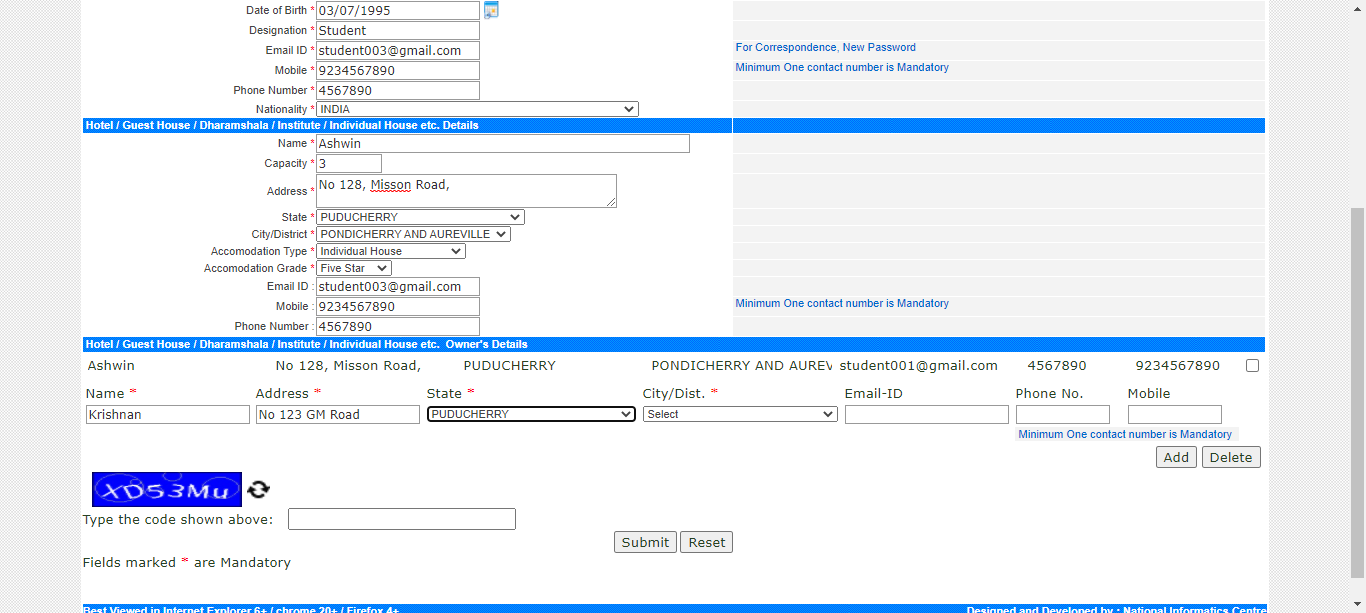 Date of Birth * 03/07/1995
Designation * Student
Email ID * student003@gmail.com For Correspondence, New Password
Mobile * 9234567890 Minimum One contact number is Mandatory
Phone Number * 4567890
Nationality * INDIA
Hotel / Guest House / Dharamshala / Institute / Individual House etc. Details
Name * Ashwin
Capacity * 3
Address * No 128, Misson Road,
State * PUDUCHERRY
City/District * PONDICHERRY AND AUREVILLE
Accomodation Type * Individual House
Accomodation Grade * Five Star
Email ID : student003@gmail.com
Mobile : 9234567890 Minimum One contact number is Mandatory
Phone Number : 4567890
Hotel / Guest House / Dharamshala / Institute / Individual House etc. Owner's Details
Ashwin No 128, Misson Road, PUDUCHERRY PONDICHERRY AND AUREV student001@gmail.com 4567890 9234567890
Name * Address * State * City/Dist. * Email-ID Phone No. Mobile
Krishnan No 123 GM Road PUDUCHERRY Select
Minimum One contact number is Mandatory
Add Delete
XD53Mu
Type the code shown above:
Submit Reset
Fields marked * are Mandatory
Best Viewed in Internet Explorer 6+ / chrome 20+ / Firefox 4+ Designed and Developed by : National Informatics Centre